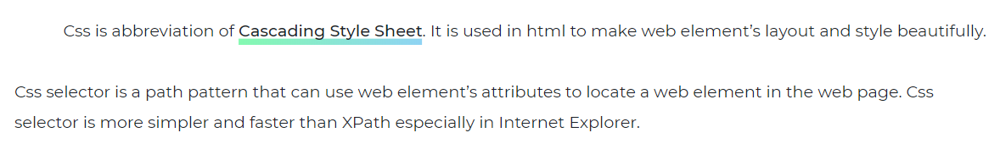 Css is abbreviation of Cascading Style Sheet. It is used in html to make web element’s layout and style beautifully.
Css selector is a path pattern that can use web element’s attributes to locate a web element in the web page. Css
selector is more simpler and faster than XPath especially in Internet Explorer.